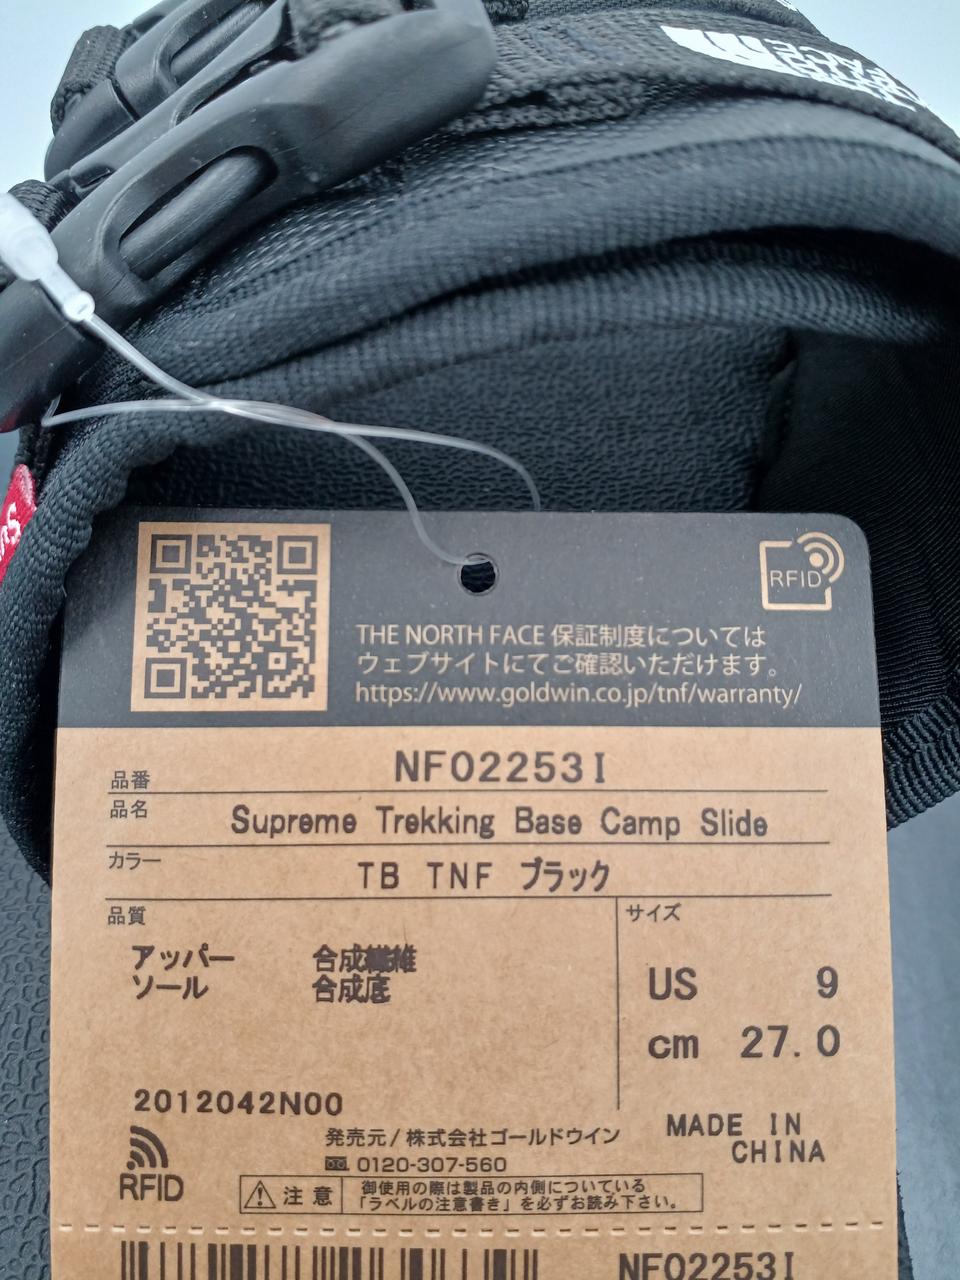 FACE
RFID
THE NORTH FACE 保証制度については
ウェブサイトにてご確認いただけます。
https://www.goldwin.co.jp/tnf/warranty/
品番 NF02253I
品名 Supreme Trekking Base Camp Slide
カラー TB TNF ブラック
品質
アッパー 合成繊維
ソール 合成底
サイズ
US 9
cm 27.0
2012042N00
RFID
発売元/株式会社ゴールドウイン
0120-307-560
MADE IN
CHINA
注意
御使用の際は製品の内側についている
「ラベルの注意書き」を必ずお読み下さい。
NF02253I